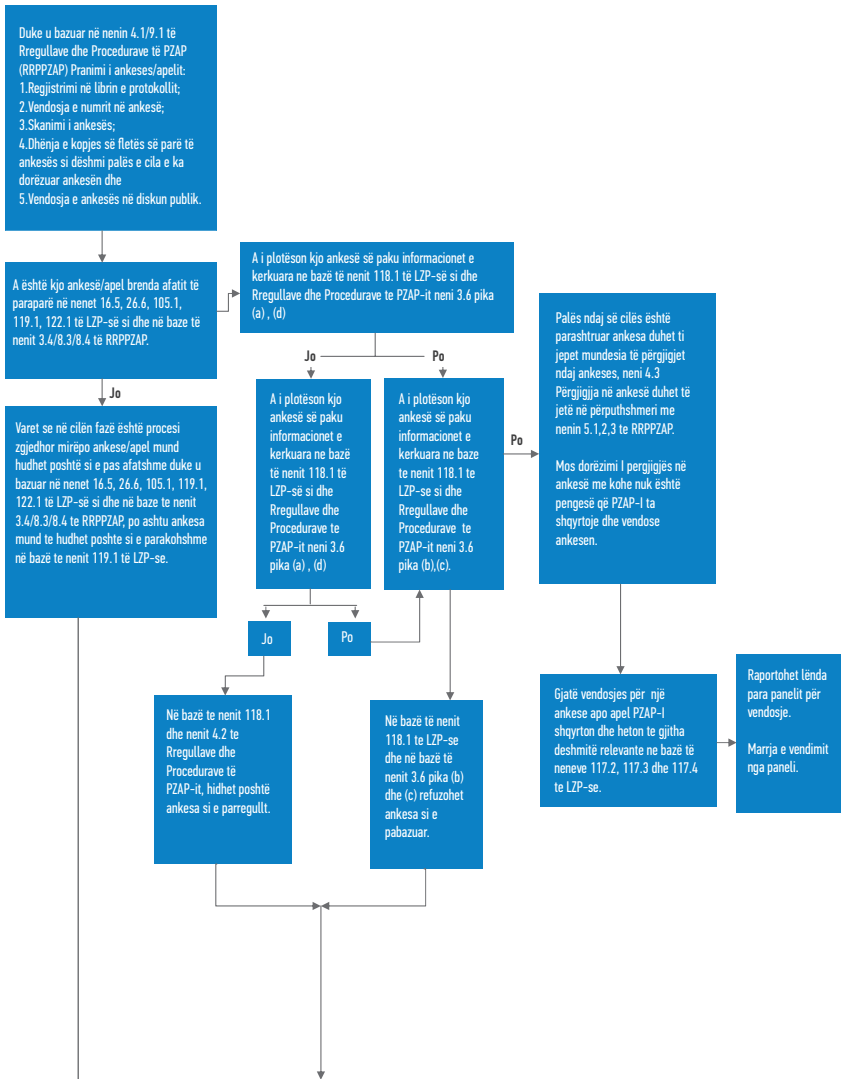 Duke u bazuar në nenin 4.1/9.1 të
Rregullave dhe Procedurave të PZAP
(RRPPZAP) Pranimi i ankeses/apelit:
1.Regjistrimi në librin e protokollit;
2.Vendosja e numrit në ankesë;
3.Skanimi i ankesës;
4.Dhënja e kopjes së fletës së parë të
ankesës si dëshmi palës e cila e ka
dorëzuar ankesën dhe
5.Vendosja e ankesës në diskun publik.
A është kjo ankesë/apel brenda afatit të
paraparë në nenet 16.5, 26.6, 105.1,
119.1, 122.1 të LZP-së si dhe në baze të
nenit 3.4/8.3/8.4 të RRPPZAP.
Jo
Varet se në cilën fazë është procesi
zgjedhor mirëpo ankese/apel mund
hudhet poshtë si e pas afatshme duke u
bazuar në nenet 16.5, 26.6, 105.1, 119.1,
122.1 të LZP-së si dhe në baze te nenit
3.4/8.3/8.4 te RRPPZAP, po ashtu ankesa
mund te hudhet poshte si e parakohshme
në bazë te nenit 119.1 të LZP-se.
A i plotëson kjo ankesë së paku informacionet e
kerkuara ne bazë të nenit 118.1 të LZP-së si dhe
Rregullave dhe Procedurave te PZAP-it neni 3.6 pika
(a) , (d)
Jo
Po
A i plotëson kjo
ankesë së paku
informacionet e
kerkuara ne bazë
të nenit 118.1 të
LZP-së si dhe
Rregullave dhe
Procedurave te
PZAP-it neni 3.6
pika (a) , (d)
A i plotëson kjo
ankesë së paku
informacionet e
kerkuara ne baze
te nenit 118.1 te
LZP-se si dhe
Rregullave dhe
Procedurave te
PZAP-it neni 3.6
pika (b),(c).
Jo
Po
Po
Në bazë te nenit 118.1
dhe nenit 4.2 te
Rregullave dhe
Procedurave të
PZAP-it, hidhet poshtë
ankesa si e parregullt.
Në bazë të nenit
118.1 te LZP-se
dhe në bazë të
nenit 3.6 pika (b)
dhe (c) refuzohet
ankesa si e
pabazuar.
Palës ndaj së cilës është
parashtruar ankesa duhet ti
jepet mundesia të përgjigjet
ndaj ankeses, neni 4.3
Përgjigjja në ankesë duhet të
jetë në përputhshmeri me
nenin 5.1,2,3 te RRPPZAP.
Mos dorëzimi I pergjigjës në
ankesë me kohe nuk është
pengesë që PZAP-I ta
shqyrtoje dhe vendose
ankesen.
Gjatë vendosjes për një
ankese apo apel PZAP-I
shqyrton dhe heton te gjitha
deshmitë relevante ne bazë të
neneve 117.2, 117.3 dhe 117.4
te LZP-se.
Raportohet lënda
para panelit për
vendosje.
Marrja e vendimit
nga paneli.